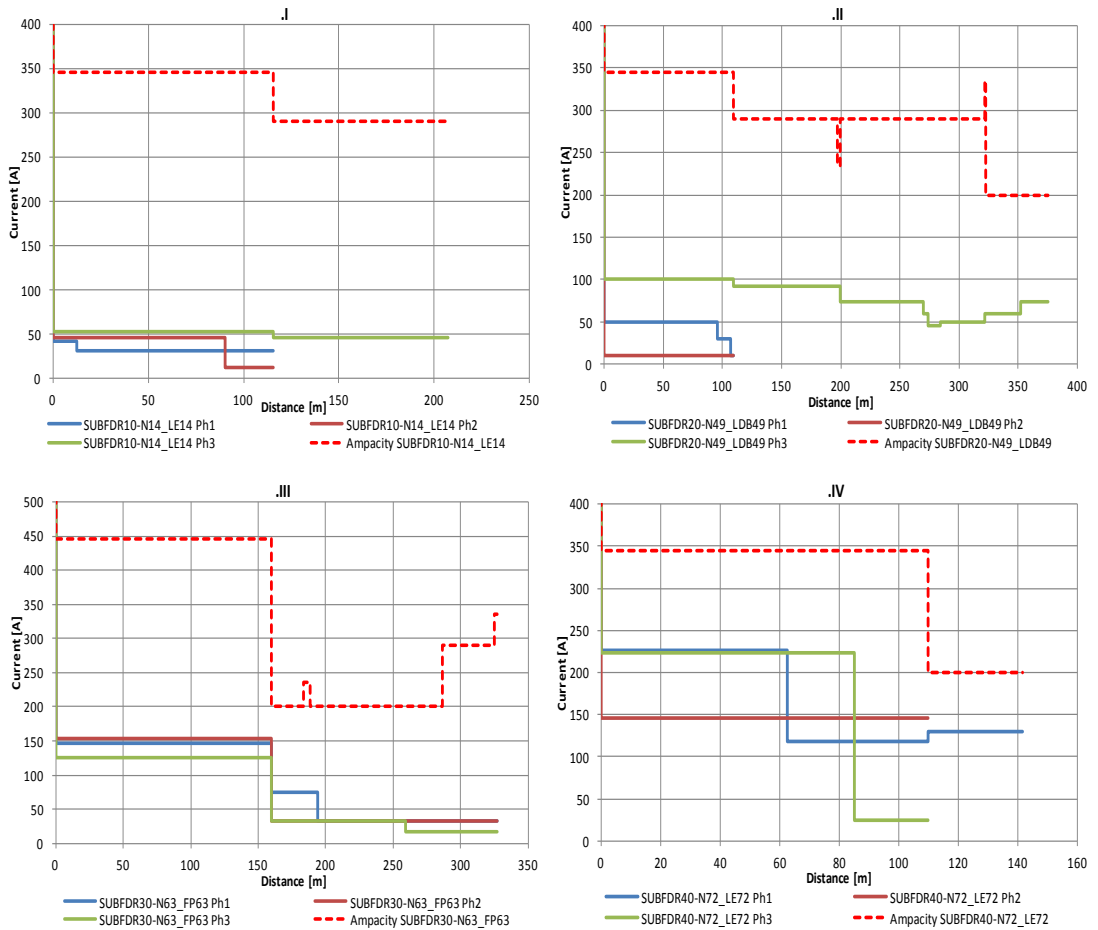 .I
400
350
300
250
200
150
100
50
0
Current [A]
0 50 100 150 200 250
Distance [m]
SUBFDR10-N14_LE14 Ph1 SUBFDR10-N14_LE14 Ph2
SUBFDR10-N14_LE14 Ph3 Ampacity SUBFDR10-N14_LE14
.II
400
350
300
250
200
150
100
50
0
Current [A]
0 50 100 150 200 250 300 350 400
Distance [m]
SUBFDR20-N49_LDB49 Ph1 SUBFDR20-N49_LDB49 Ph2
SUBFDR20-N49_LDB49 Ph3 Ampacity SUBFDR20-N49_LDB49
.III
500
450
400
350
300
250
200
150
100
50
0
Current [A]
0 50 100 150 200 250 300 350
Distance [m]
SUBFDR30-N63_FP63 Ph1 SUBFDR30-N63_FP63 Ph2
SUBFDR30-N63_FP63 Ph3 Ampacity SUBFDR30-N63_FP63
.IV
400
350
300
250
200
150
100
50
0
Current [A]
0 20 40 60 80 100 120 140 160
Distance [m]
SUBFDR40-N72_LE72 Ph1 SUBFDR40-N72_LE72 Ph2
SUBFDR40-N72_LE72 Ph3 Ampacity SUBFDR40-N72_LE72